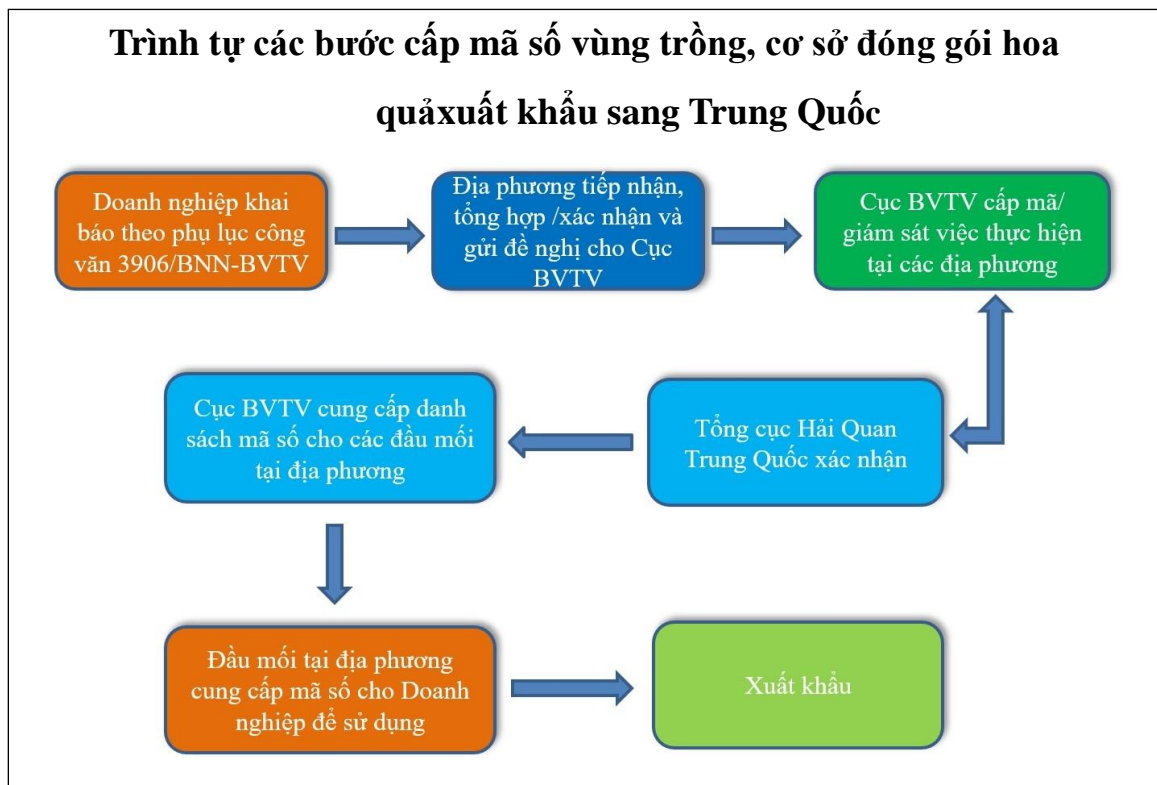 Trình tự các bước cấp mã số vùng trồng, cơ sở đóng gói hoa
quảxuất khẩu sang Trung Quốc
Doanh nghiệp khai
báo theo phụ lục công
văn 3906/BNN-BVTV
Địa phương tiếp nhận,
tổng hợp /xác nhận và
gửi đề nghị cho Cục
BVTV
Cục BVTV cấp mã/
giám sát việc thực hiện
tại các địa phương
Tổng cục Hải Quan
Trung Quốc xác nhận
Cục BVTV cung cấp danh
sách mã số cho các đầu mối
tại địa phương
Đầu mối tại địa phương
cung cấp mã số cho Doanh
nghiệp để sử dụng
Xuất khẩu